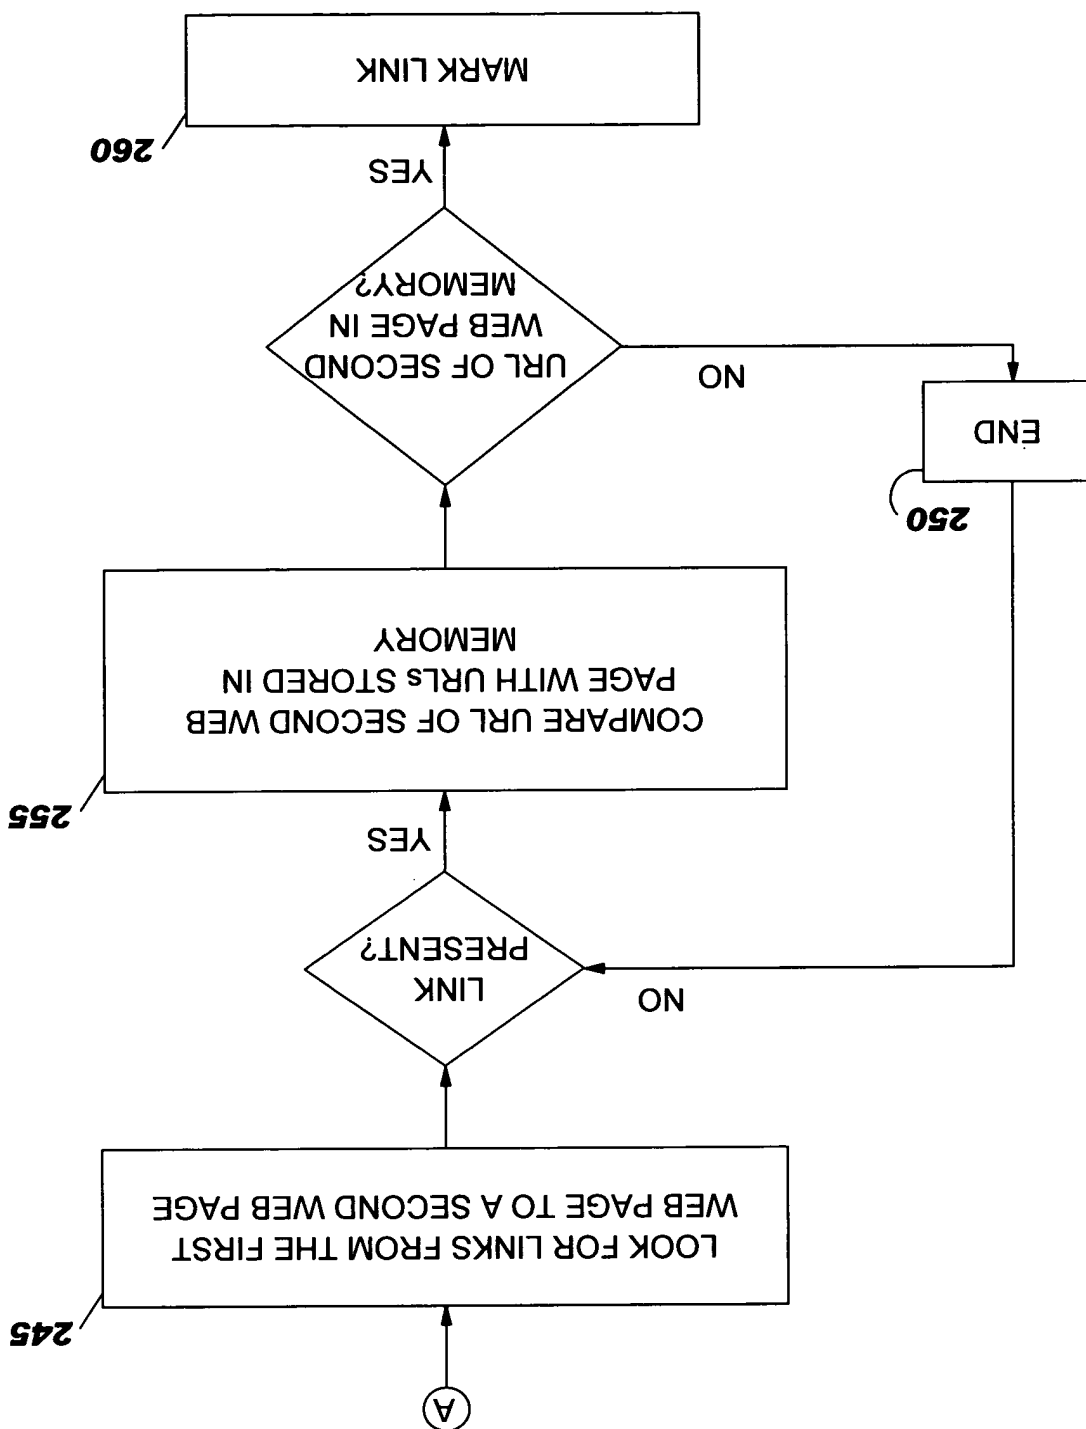 A
245
LOOK FOR LINKS FROM THE FIRST
WEB PAGE TO A SECOND WEB PAGE
LINK
PRESENT?
NO
YES
255
COMPARE URL OF SECOND WEB
PAGE WITH URLs STORED IN
MEMORY
250
END
URL OF SECOND
WEB PAGE IN
MEMORY?
NO
YES
260
MARK LINK